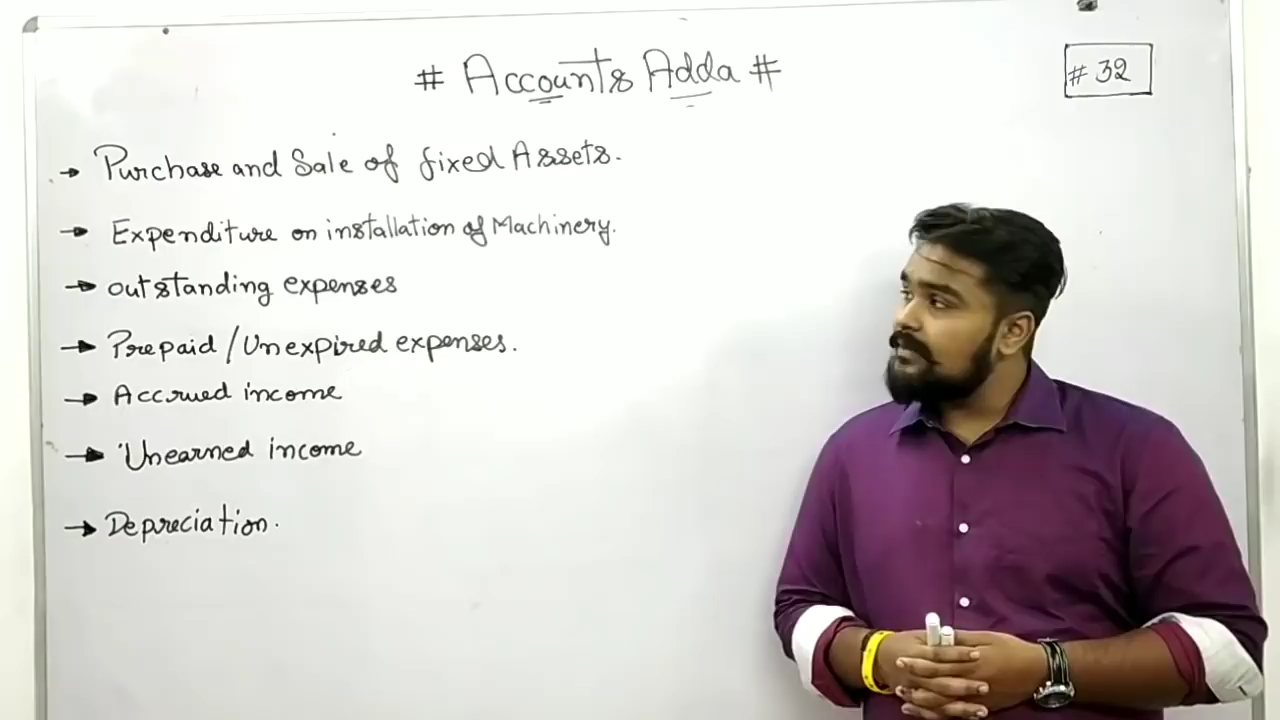 # Accounts Adda #
# 32
→ Purchase and Sale of fixed Assets.
→ Expenditure on installation of Machinery.
→ outstanding expenses
→ Prepaid / Unexpired expenses.
→ Accrued income
→ Unearned income
→ Depreciation.